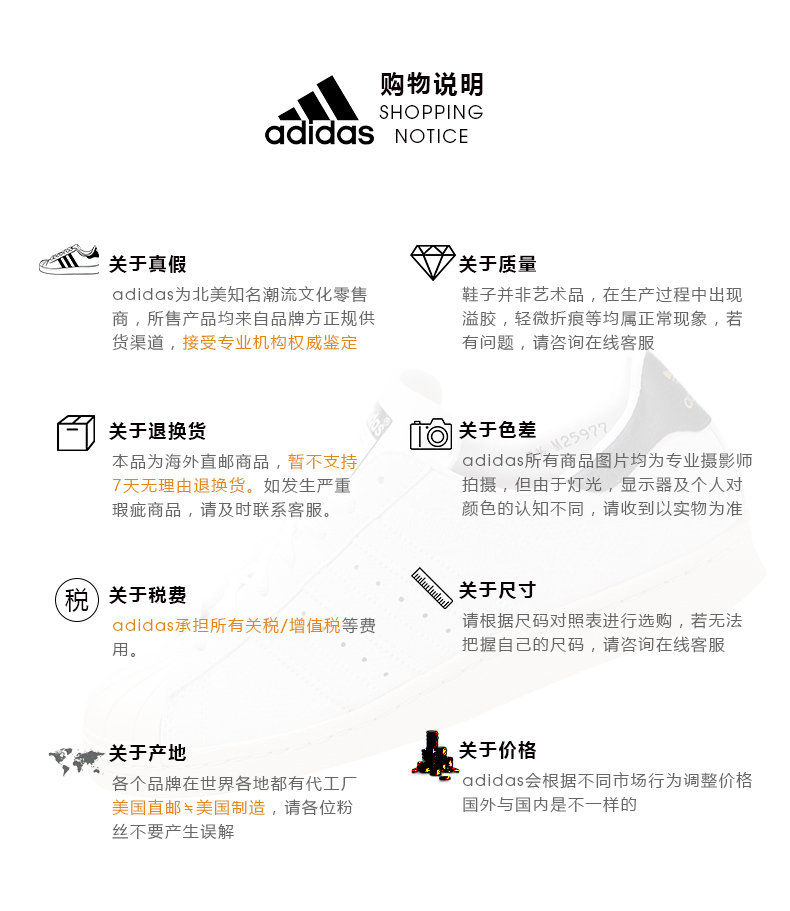 购物说明
SHOPPING
NOTICE
adidas
关于真假
adidas为北美知名潮流文化零售
商，所售产品均来自品牌方正规供
货渠道，接受专业机构权威鉴定
关于质量
鞋子并非艺术品，在生产过程中出现
溢胶，轻微折痕等均属正常现象，若
有问题，请咨询在线客服
关于退换货
本品为海外直邮商品，暂不支持
7天无理由退换货。如发生严重
瑕疵商品，请及时联系客服。
关于色差
adidas所有商品图片均为专业摄影师
拍摄，但由于灯光，显示器及个人对
颜色的认知不同，请收到以实物为准
M25977
税
关于税费
adidas承担所有关税/增值税等费
用。
关于尺寸
请根据尺码对照表进行选购，若无法
把握自己的尺码，请咨询在线客服
关于产地
各个品牌在世界各地都有代工厂
美国直邮≒美国制造，请各位粉
丝不要产生误解
关于价格
adidas会根据不同市场行为调整价格
国外与国内是不一样的